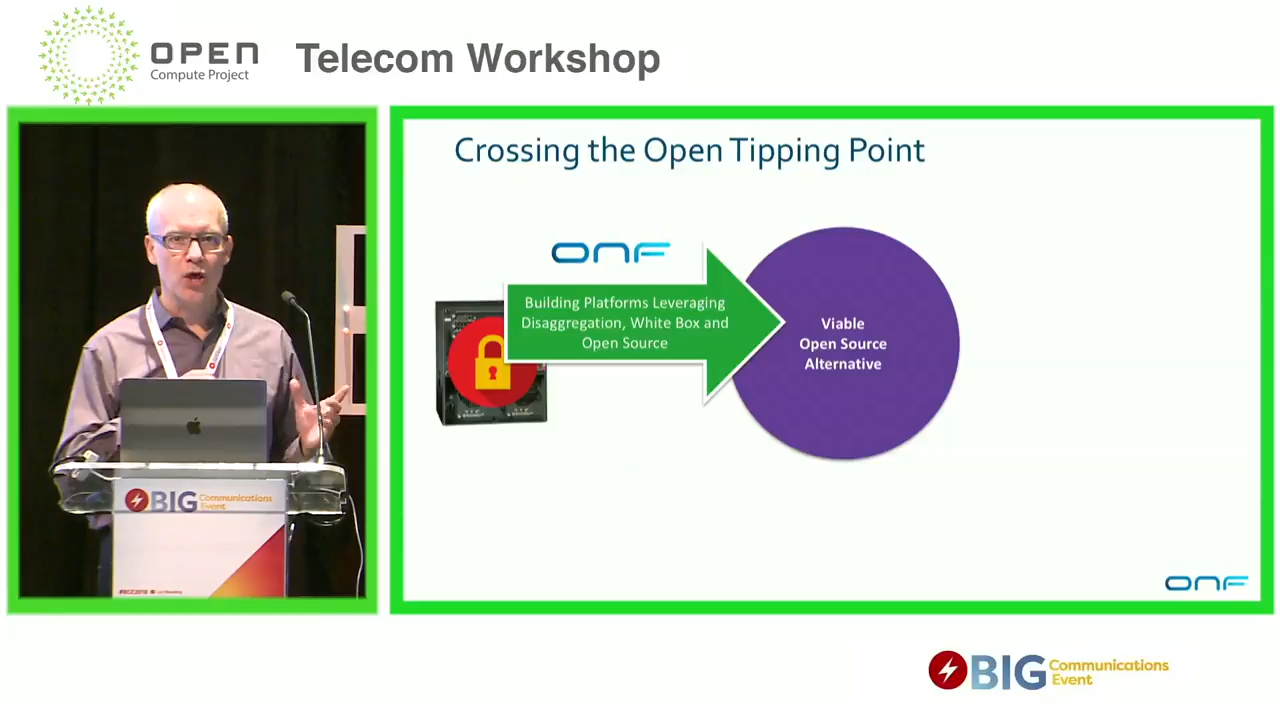 OPEN
Compute Project
Telecom Workshop
Crossing the Open Tipping Point
ONF
Building Platforms Leveraging
Disaggregation, White Box and
Open Source
Viable
Open Source
Alternative
BIG Communications
Event
#BCE2018
ONF
BIG Communications
Event